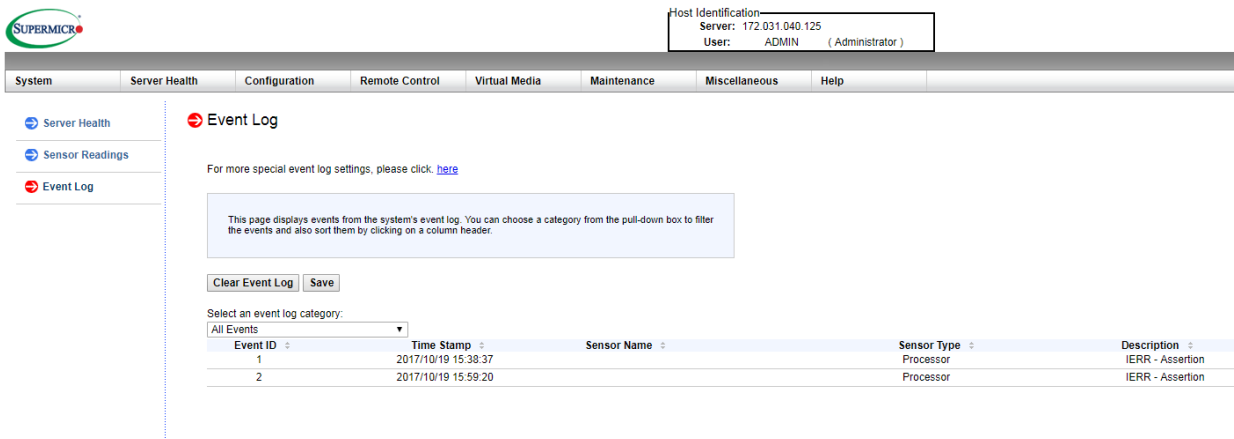 SUPERMICR
Host Identification
Server: 172.031.040.125
User: ADMIN ( Administrator )
System Server Health Configuration Remote Control Virtual Media Maintenance Miscellaneous Help
Server Health
Sensor Readings
Event Log
Event Log
For more special event log settings, please click. here
This page displays events from the system's event log. You can choose a category from the pull-down box to filter
the events and also sort them by clicking on a column header.
Clear Event Log Save
Select an event log category:
All Events
Event ID Time Stamp Sensor Name Sensor Type Description
1 2017/10/19 15:38:37 Processor IERR - Assertion
2 2017/10/19 15:59:20 Processor IERR - Assertion